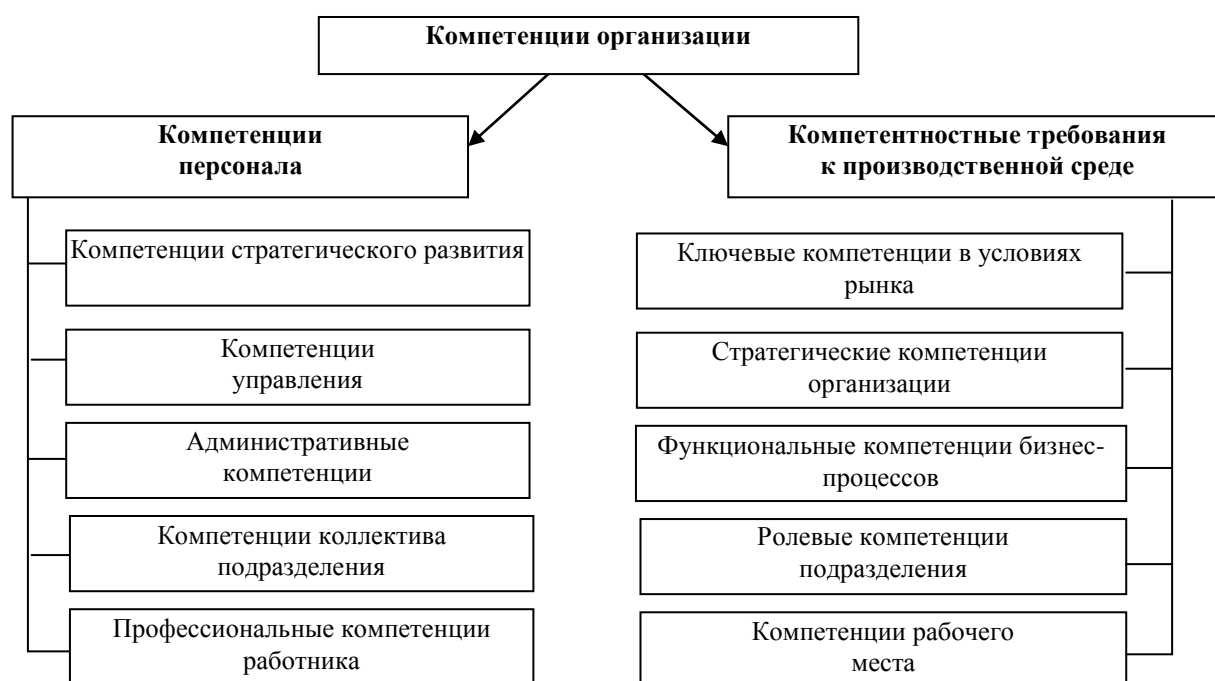 Компетенции организации
Компетенции
персонала
Компетентностные требования
к производственной среде
Компетенции стратегического развития
Компетенции
управления
Административные
компетенции
Компетенции коллектива
подразделения
Профессиональные компетенции
работника
Ключевые компетенции в условиях
рынка
Стратегические компетенции
организации
Функциональные компетенции бизнес-
процессов
Ролевые компетенции
подразделения
Компетенции рабочего
места